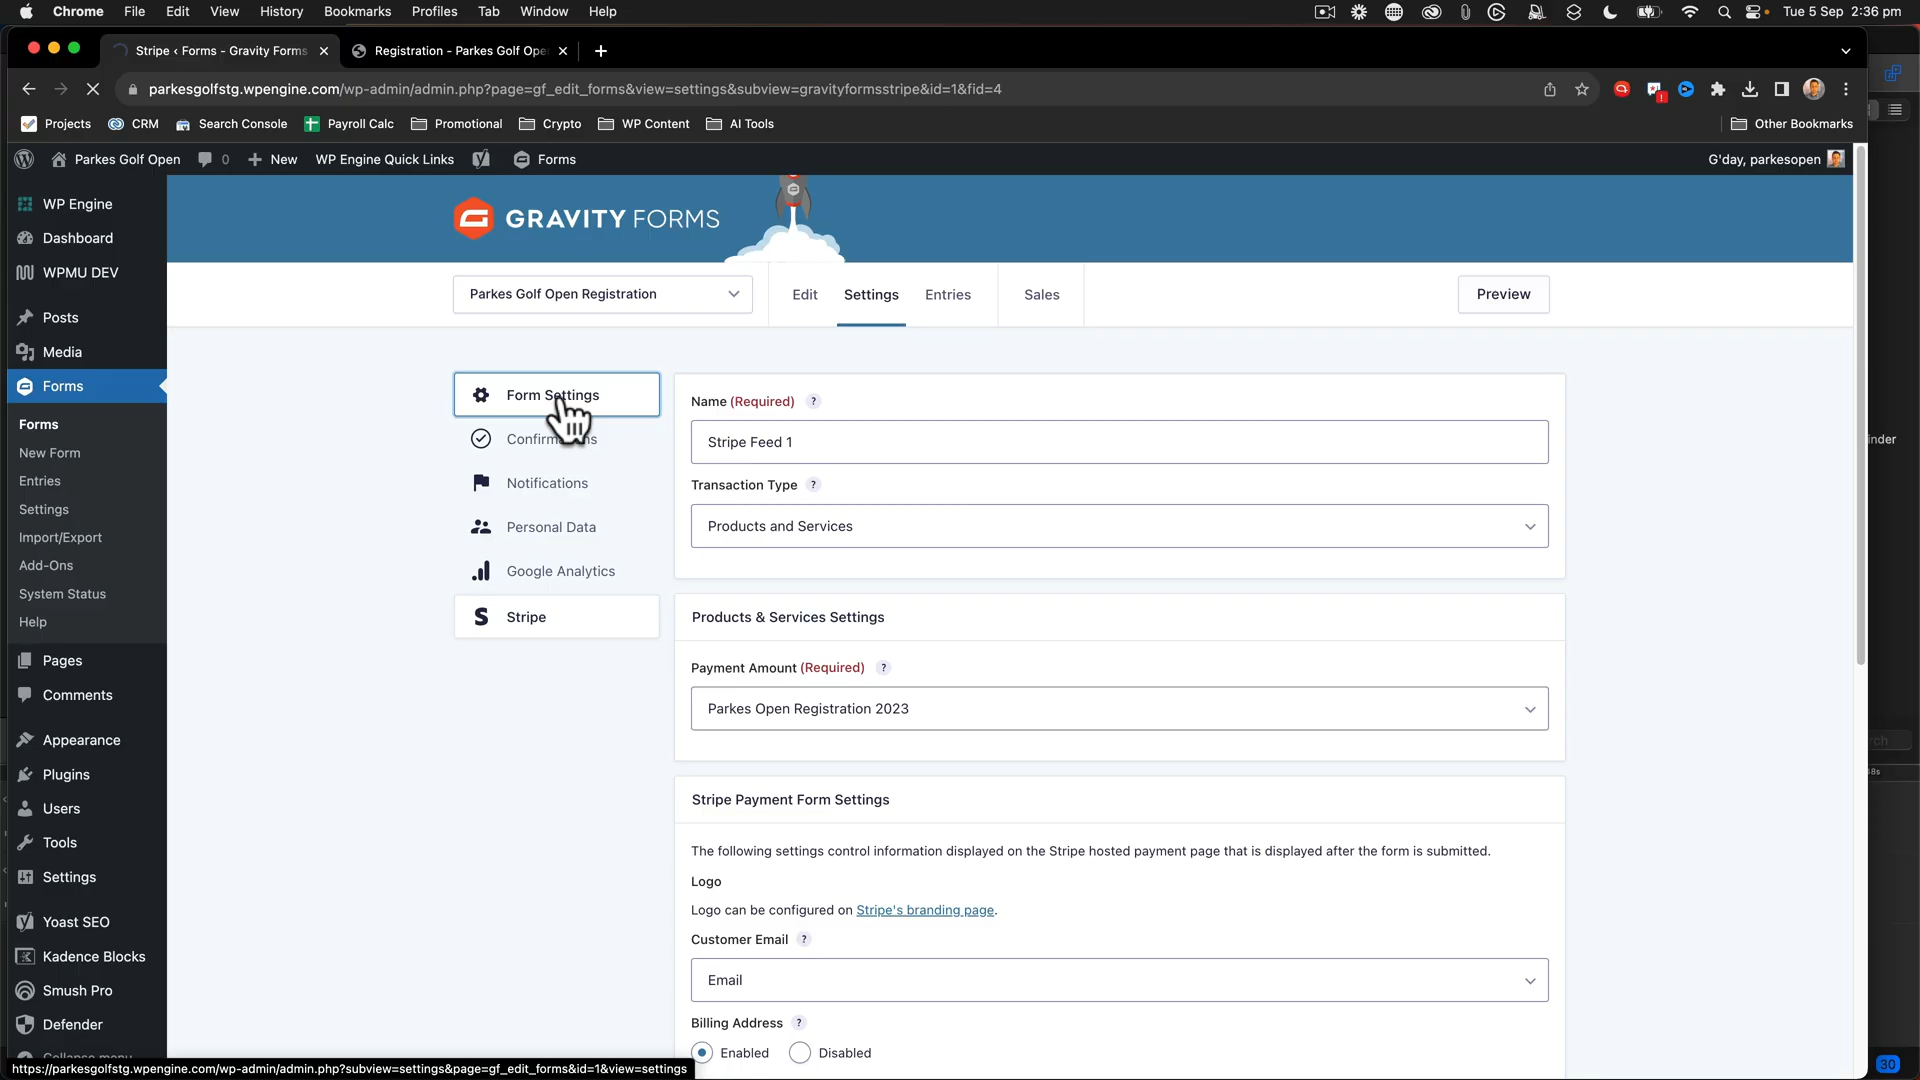 Chrome File Edit View History Bookmarks Profiles Tab Window Help Tue 5 Sep 2:36 pm
Stripe ‹ Forms - Gravity Forms Registration - Parkes Golf Ope
parkesgolfstg.wpengine.com/wp-admin/admin.php?page=gf_edit_forms&view=settings&subview=gravityformsstripe&id=1&fid=4
Projects CRM Search Console Payroll Calc Promotional Crypto WP Content AI Tools Other Bookmarks
Parkes Golf Open 0 New WP Engine Quick Links Forms G'day, parkesopen
WP Engine
Dashboard
WPMU DEV
Posts
Media
Forms
Forms
New Form
Entries
Settings
Import/Export
Add-Ons
System Status
Help
Pages
Comments
Appearance
Plugins
Users
Tools
Settings
Yoast SEO
Kadence Blocks
Smush Pro
Defender
Collapse menu
GRAVITY FORMS
Parkes Golf Open Registration Edit Settings Entries Sales Preview
Form Settings
Notifications
Personal Data
Google Analytics
Stripe
Name (Required) ?
Stripe Feed 1
Transaction Type ?
Products and Services
Products & Services Settings
Payment Amount (Required) ?
Parkes Open Registration 2023
Stripe Payment Form Settings
The following settings control information displayed on the Stripe hosted payment page that is displayed after the form is submitted.
Logo
Logo can be configured on Stripe's branding page.
Customer Email ?
Email
Billing Address ?
Enabled Disabled
https://parkesgolfstg.wpengine.com/wp-admin/admin.php?subview=settings&page=gf_edit_forms&id=1&view=settings
30